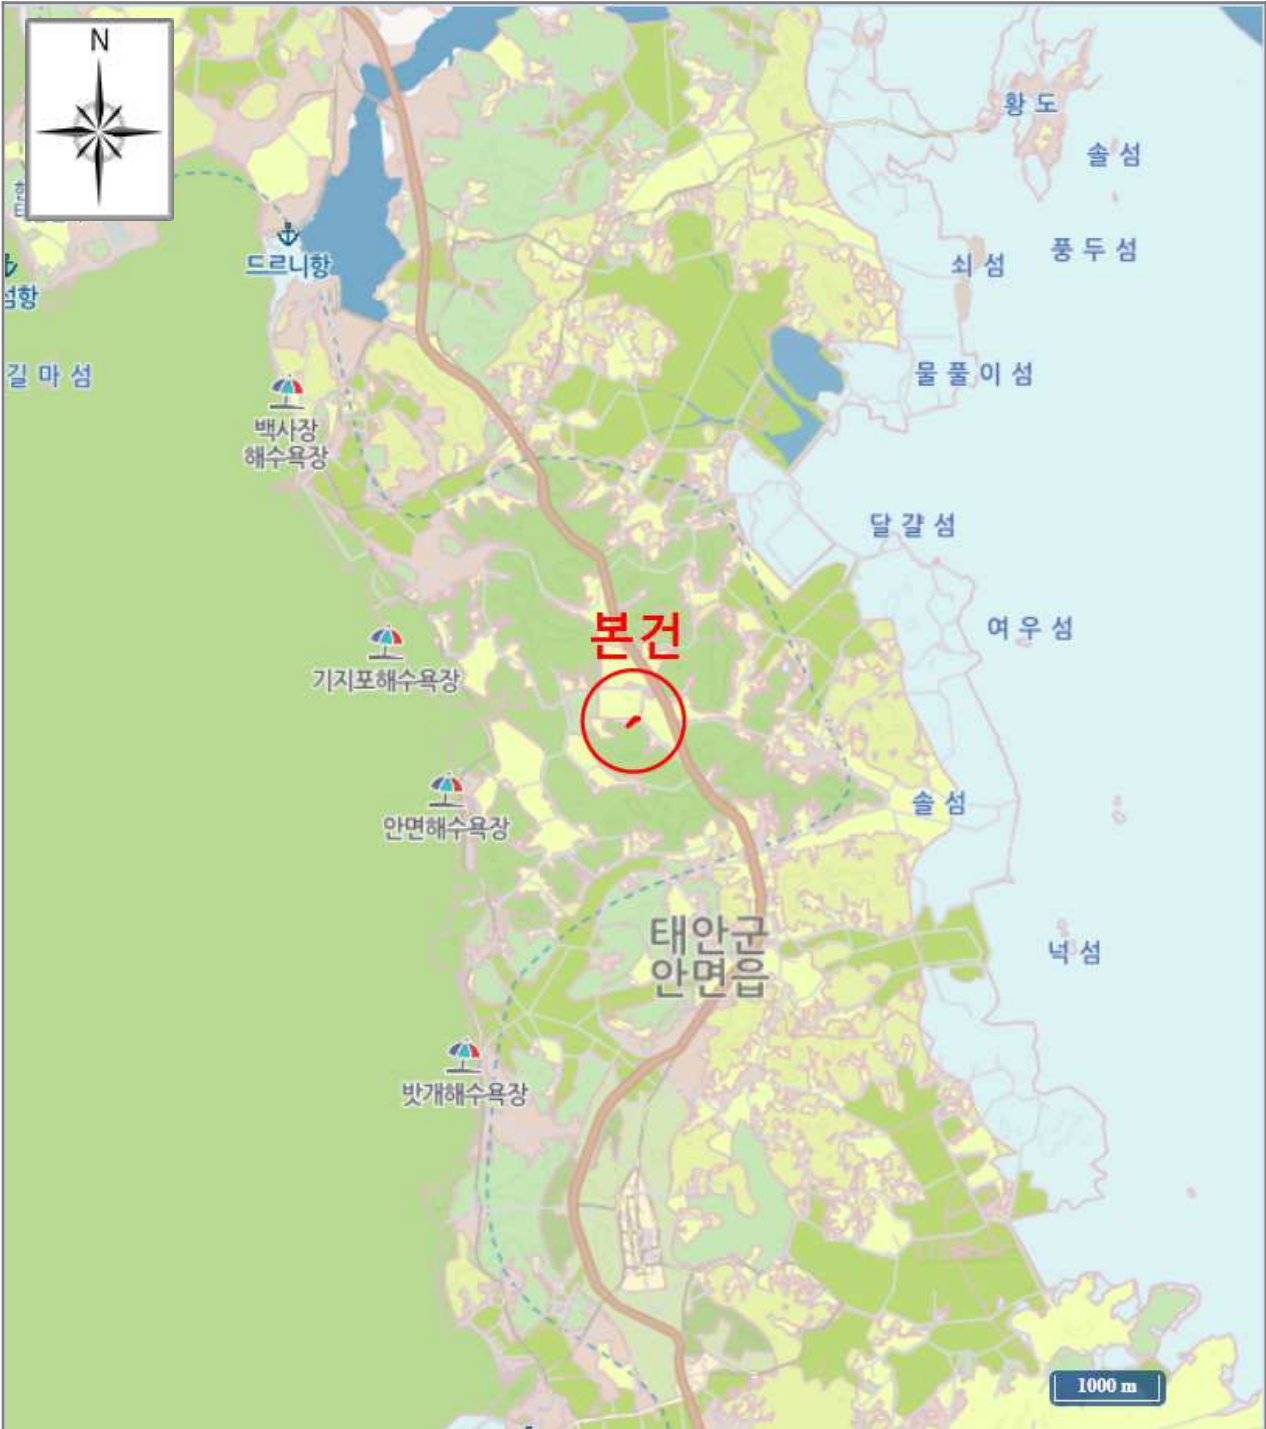 N
황 도
솔 섬
풍 두 섬
쇠 섬
드르니항
섬항
길 마 섬
물 풀 이 섬
백사장
해수욕장
달 걀 섬
여 우 섬
본건
기지포해수욕장
솔 섬
안면해수욕장
태안군
안면읍
넉 섬
밧개해수욕장
1000 m